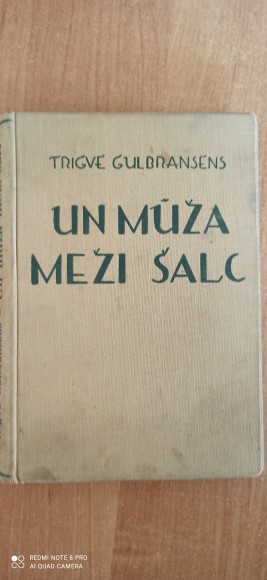 TRIGVE GULBRANSENS
UN MŪŽA
MEŽI ŠALC
REDMI NOTE 8 PRO
AI QUAD CAMERA